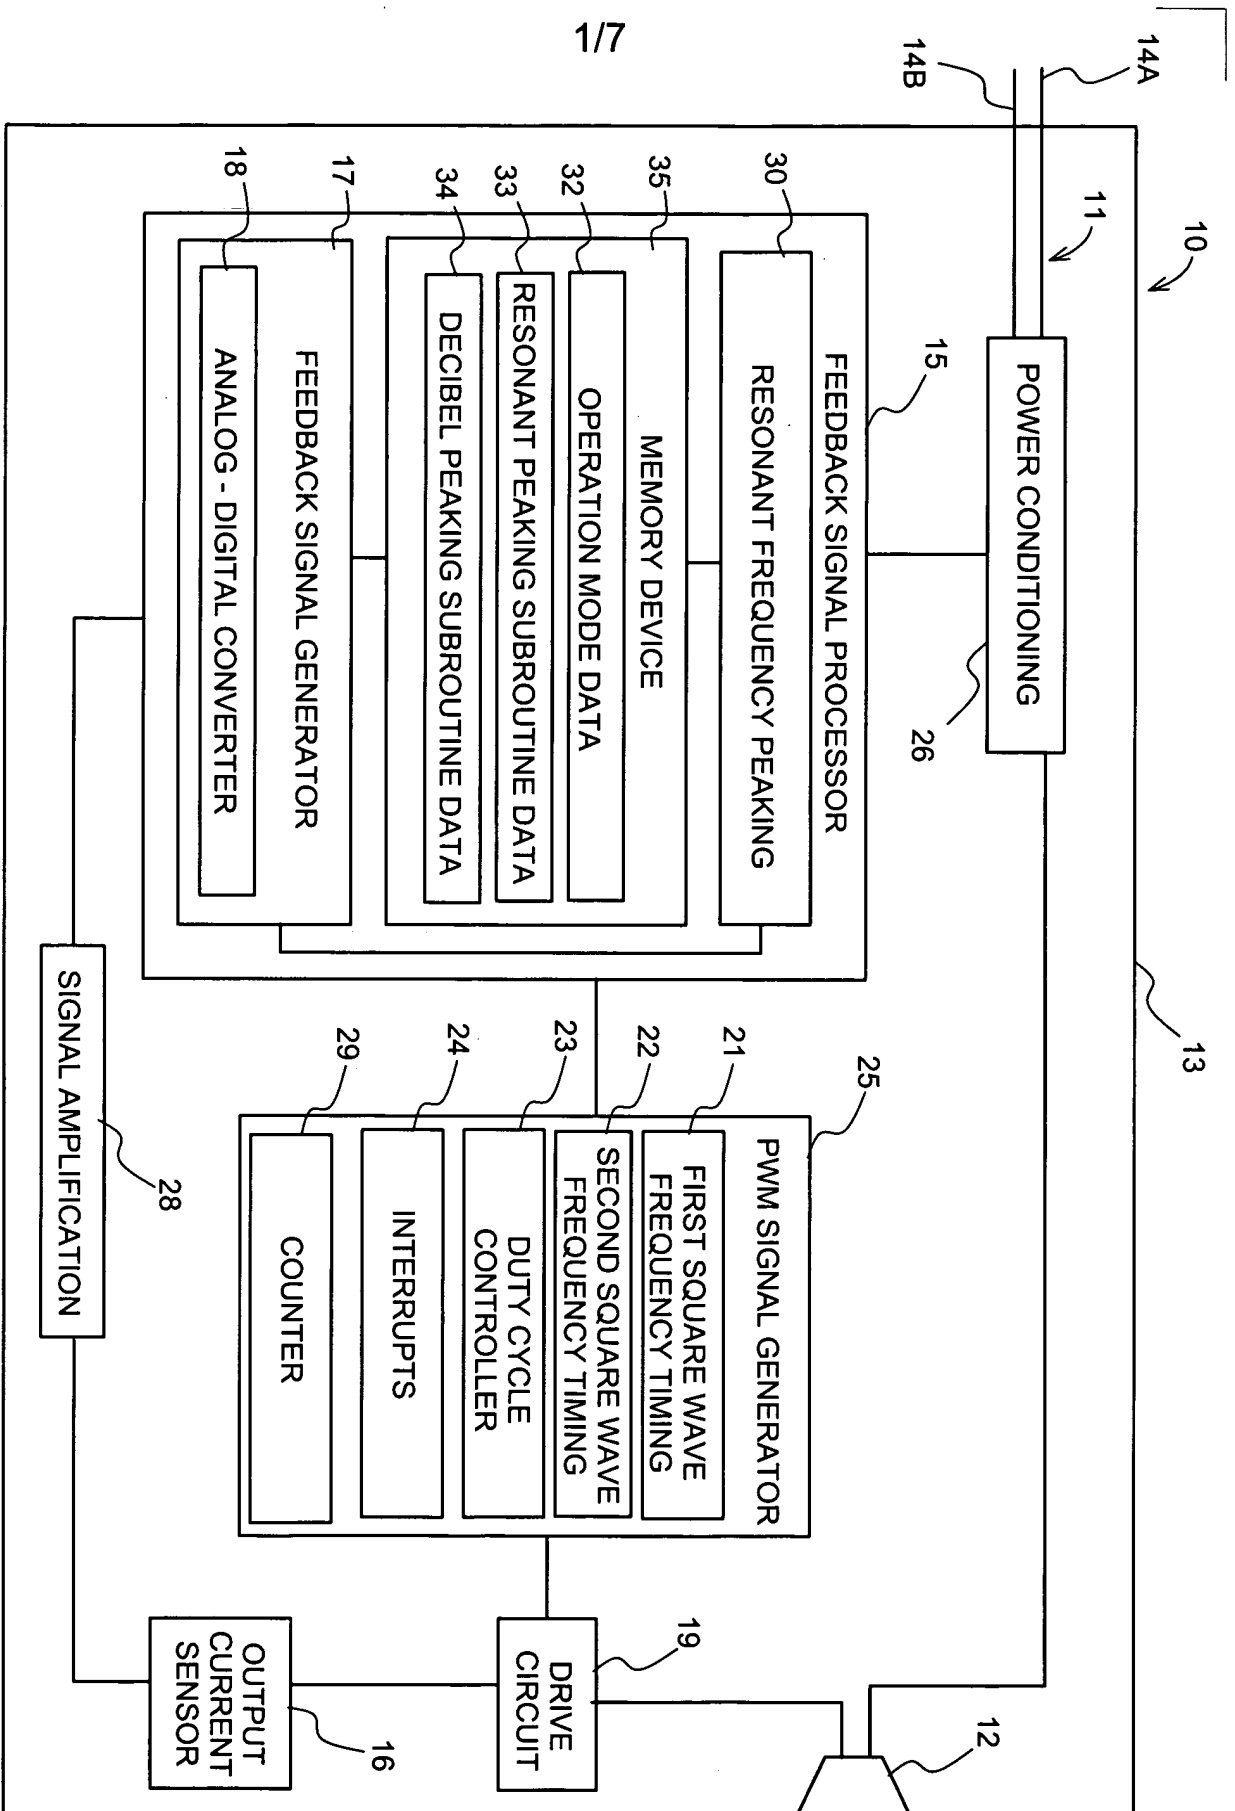 1/7
14A
14B
11
10
POWER CONDITIONING
26
13
15
FEEDBACK SIGNAL PROCESSOR
30
RESONANT FREQUENCY PEAKING
35
MEMORY DEVICE
32
OPERATION MODE DATA
33
RESONANT PEAKING SUBROUTINE DATA
34
DECIBEL PEAKING SUBROUTINE DATA
17
FEEDBACK SIGNAL GENERATOR
18
ANALOG - DIGITAL CONVERTER
25
PWM SIGNAL GENERATOR
21
FIRST SQUARE WAVE
FREQUENCY TIMING
22
SECOND SQUARE WAVE
FREQUENCY TIMING
23
DUTY CYCLE
CONTROLLER
24
INTERRUPTS
29
COUNTER
SIGNAL AMPLIFICATION
28
19
DRIVE
CIRCUIT
12
OUTPUT
CURRENT
SENSOR
16